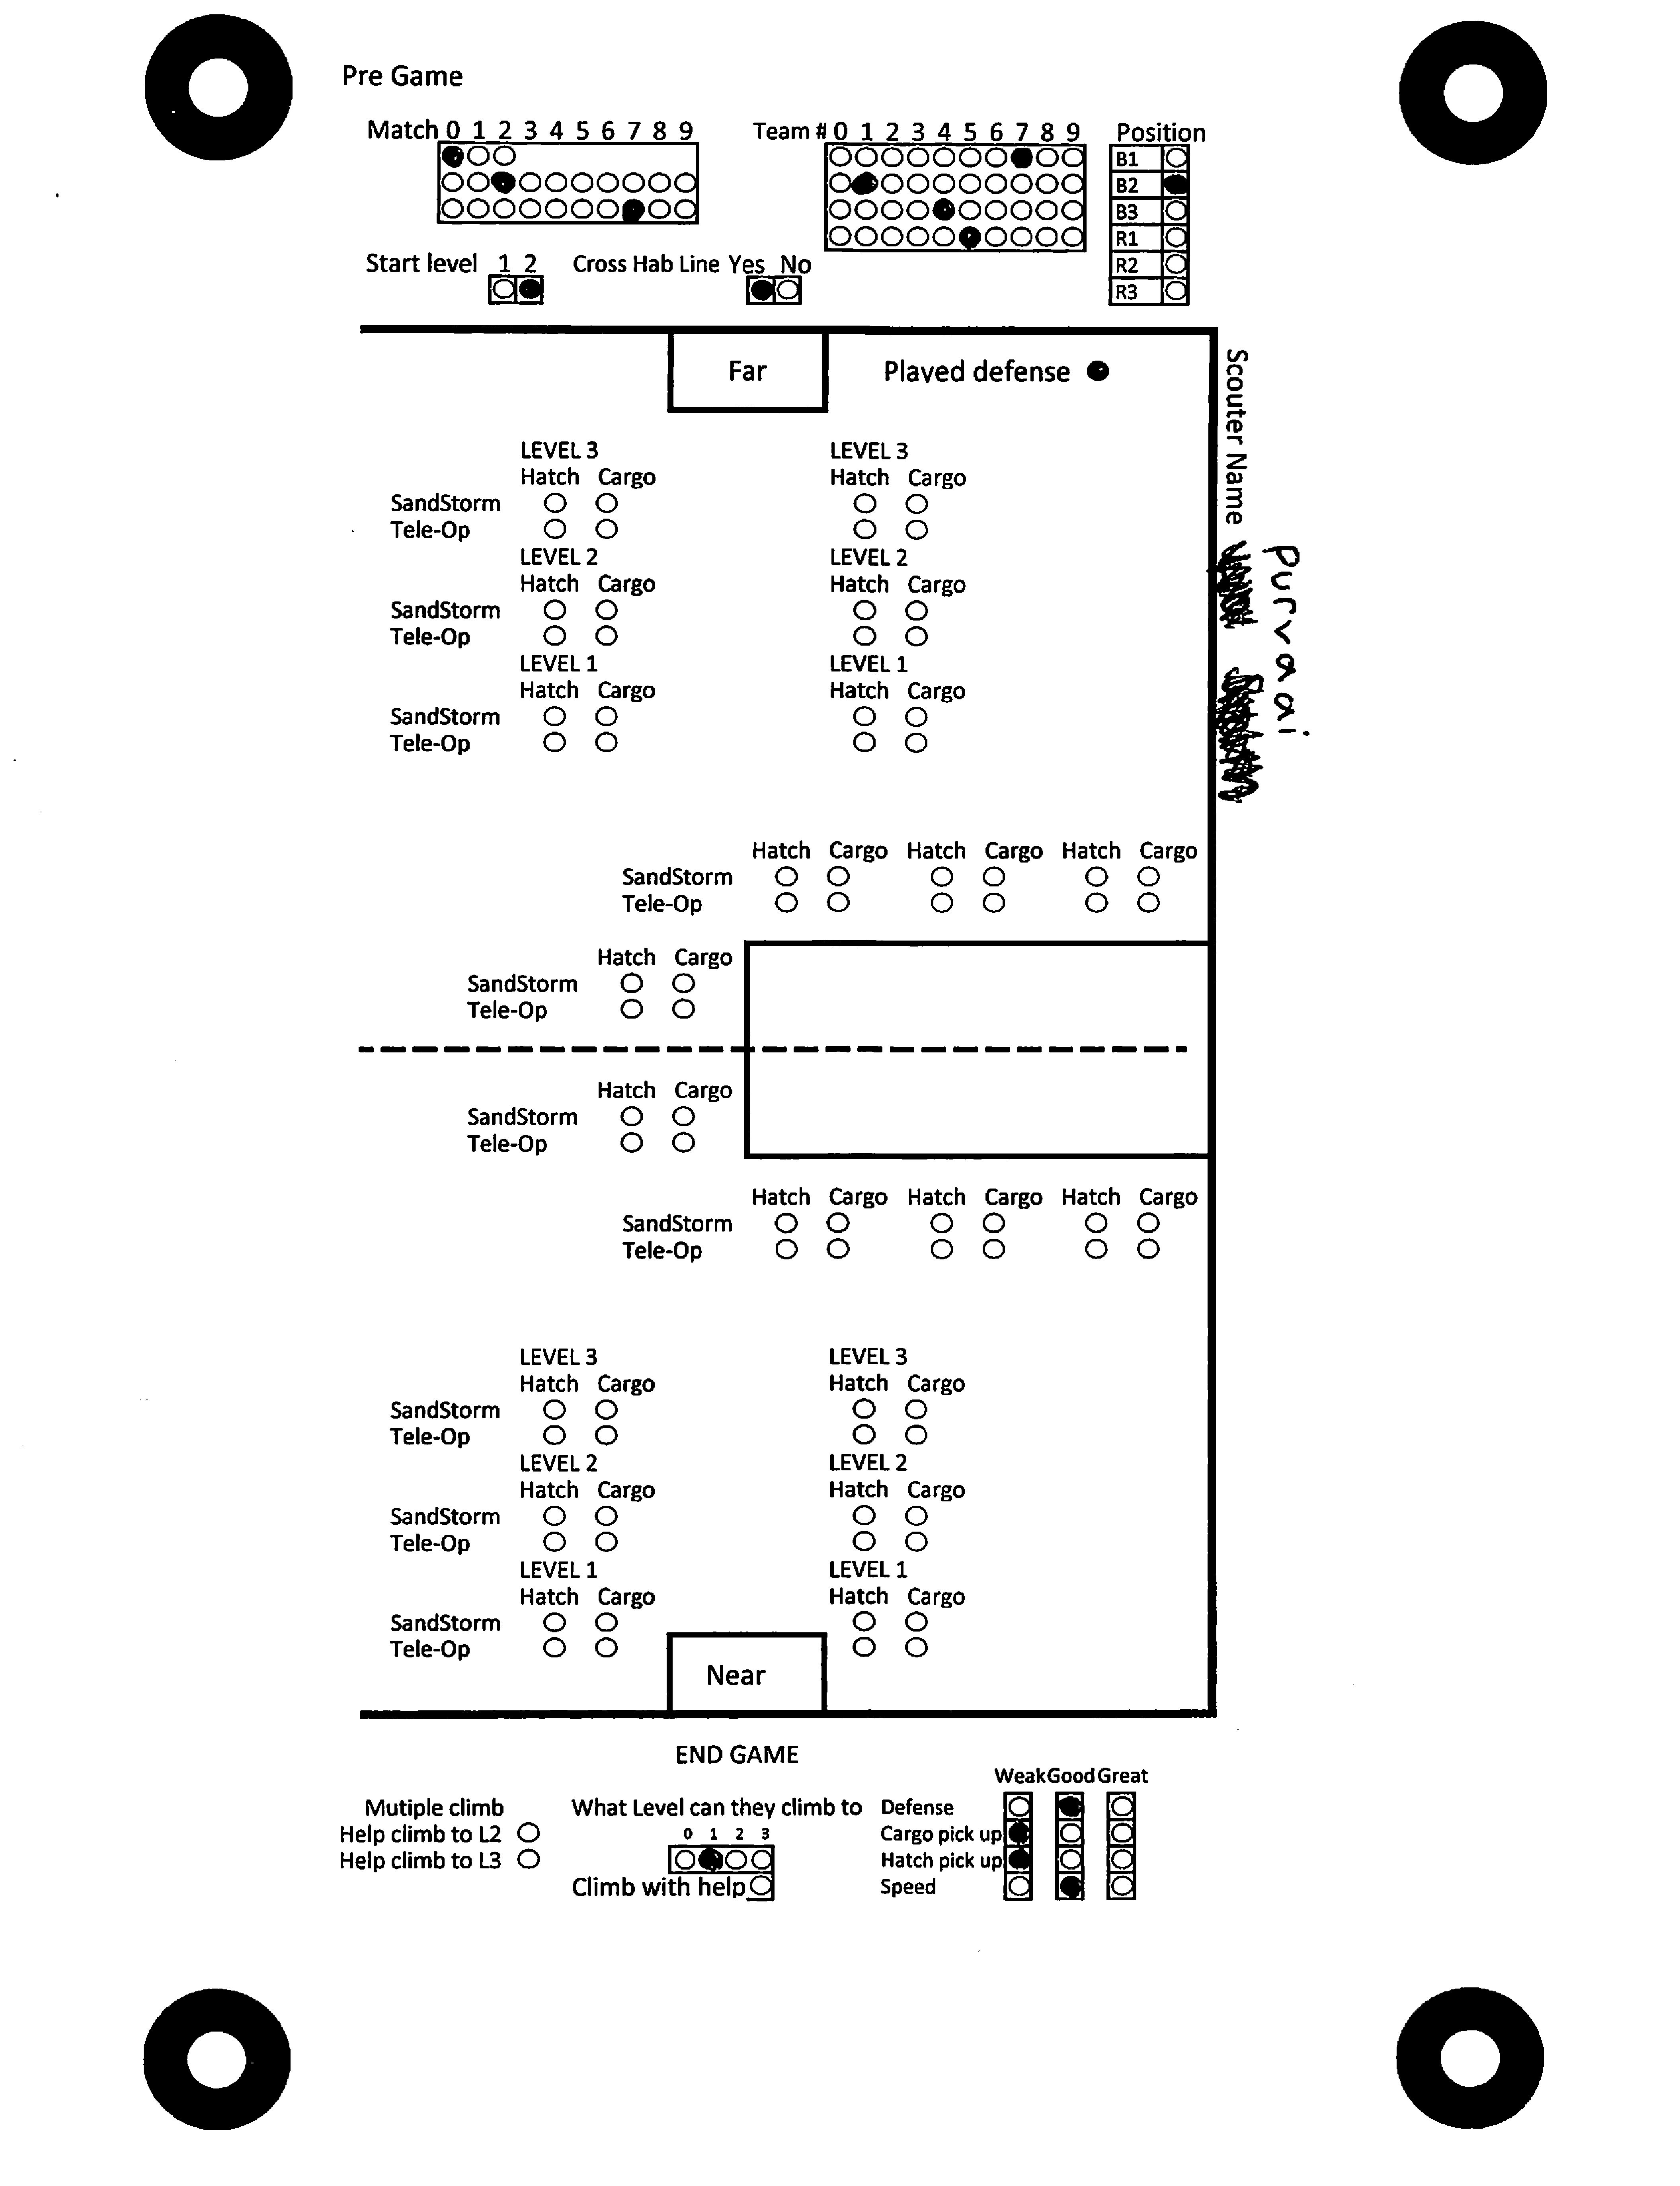 Pre Game
Match 0 1 2 3 4 5 6 7 8 9
Team # 0 1 2 3 4 5 6 7 8 9
Position
B1
B2
B3
R1
R2
R3
Start level 1 2
Cross Hab Line Yes No
Far
Played defense
Scouter Name
Purvaai
LEVEL 3 LEVEL 3
Hatch Cargo Hatch Cargo
SandStorm
Tele-Op
LEVEL 2 LEVEL 2
Hatch Cargo Hatch Cargo
SandStorm
Tele-Op
LEVEL 1 LEVEL 1
Hatch Cargo Hatch Cargo
SandStorm
Tele-Op
Hatch Cargo Hatch Cargo Hatch Cargo
SandStorm
Tele-Op
Hatch Cargo
SandStorm
Tele-Op
Hatch Cargo
SandStorm
Tele-Op
Hatch Cargo Hatch Cargo Hatch Cargo
SandStorm
Tele-Op
LEVEL 3 LEVEL 3
Hatch Cargo Hatch Cargo
SandStorm
Tele-Op
LEVEL 2 LEVEL 2
Hatch Cargo Hatch Cargo
SandStorm
Tele-Op
LEVEL 1 LEVEL 1
Hatch Cargo Hatch Cargo
SandStorm
Tele-Op
Near
END GAME
Mutiple climb
Help climb to L2
Help climb to L3
What Level can they climb to
0 1 2 3
Climb with help
Weak Good Great
Defense
Cargo pick up
Hatch pick up
Speed